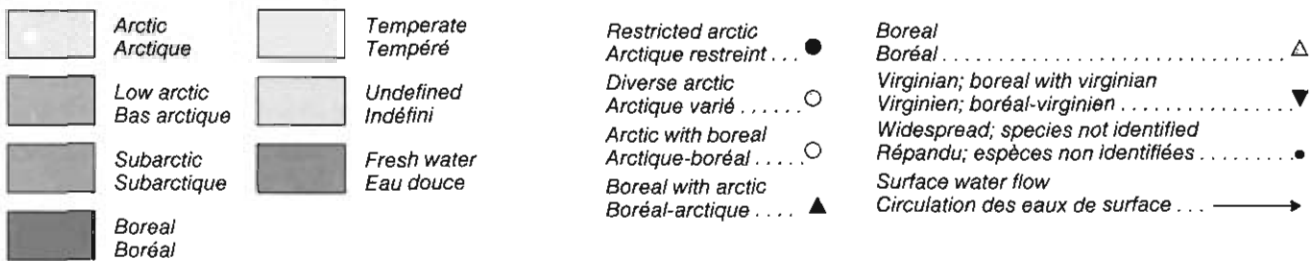 Arctic
Arctique
Low arctic
Bas arctique
Subarctic
Subarctique
Boreal
Boréal
Temperate
Tempéré
Undefined
Indéfini
Fresh water
Eau douce
Restricted arctic
Arctique restreint . . .
Diverse arctic
Arctique varié . . . . . .
Arctic with boreal
Arctique-boréal . . . . .
Boreal with arctic
Boréal-arctique . . . .
Boreal
Boréal . . . . . . . . . . . . . . . . . . . . . . . . . . . . . .
Virginian; boreal with virginian
Virginien; boréal-virginien . . . . . . . . . . . . . . .
Widespread; species not identified
Répandu; espèces non identifiées . . . . . . . . .
Surface water flow
Circulation des eaux de surface . . .